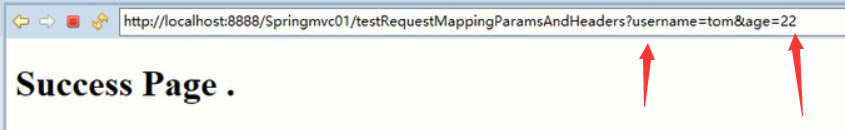 http://localhost:8888/Springmvc01/testRequestMappingParamsAndHeaders?username=tom&age=22
Success Page .